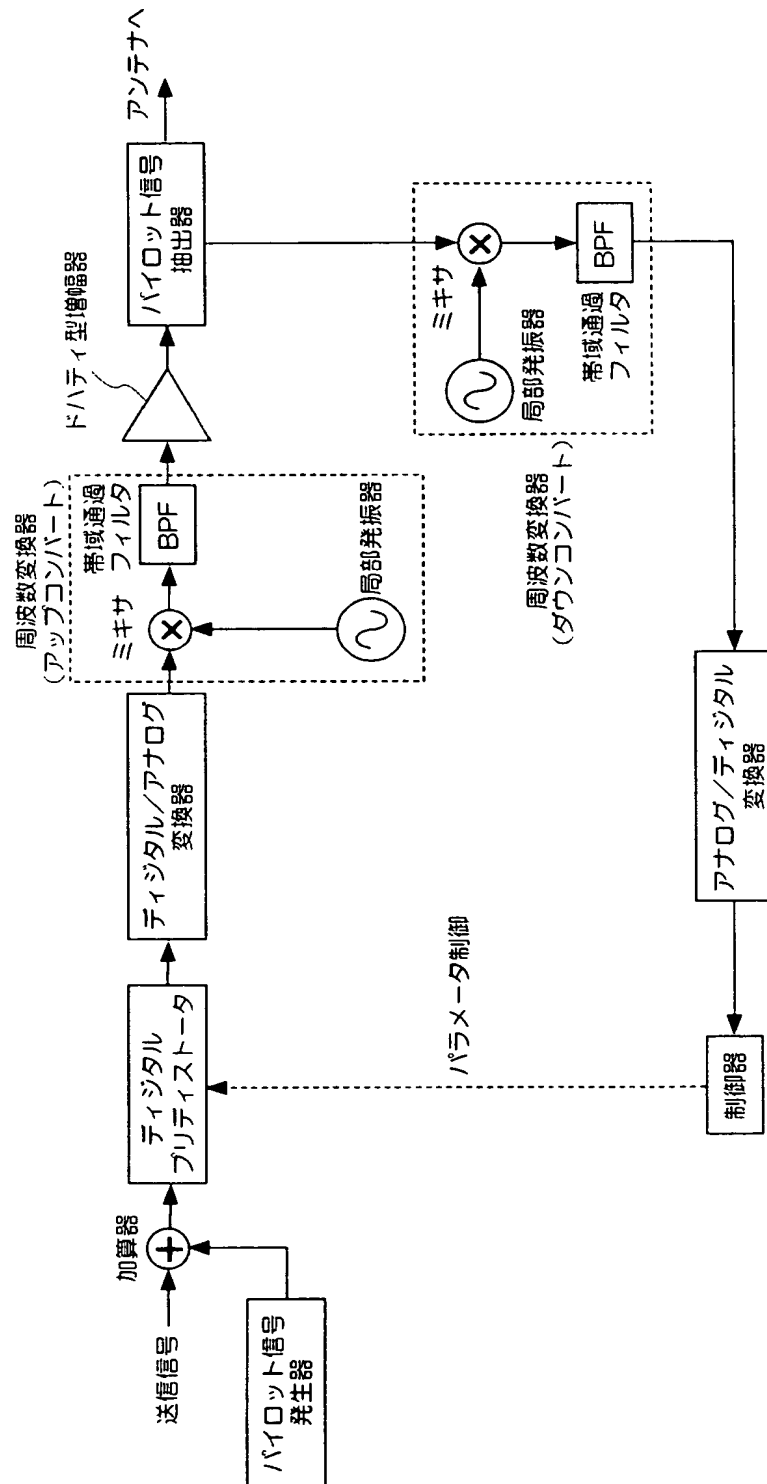 送信信号
加算器
パイロット信号
発生器
ディジタル
プリディストータ
ディジタル/アナログ
変換器
周波数変換器
(アップコンバート)
ミキサ
帯域通過
フィルタ
BPF
局部発振器
ドハティ型増幅器
パイロット信号
抽出器
アンテナへ
ミキサ
局部発振器
BPF
帯域通過
フィルタ
周波数変換器
(ダウンコンバート)
アナログ/ディジタル
変換器
制御器
パラメータ制御